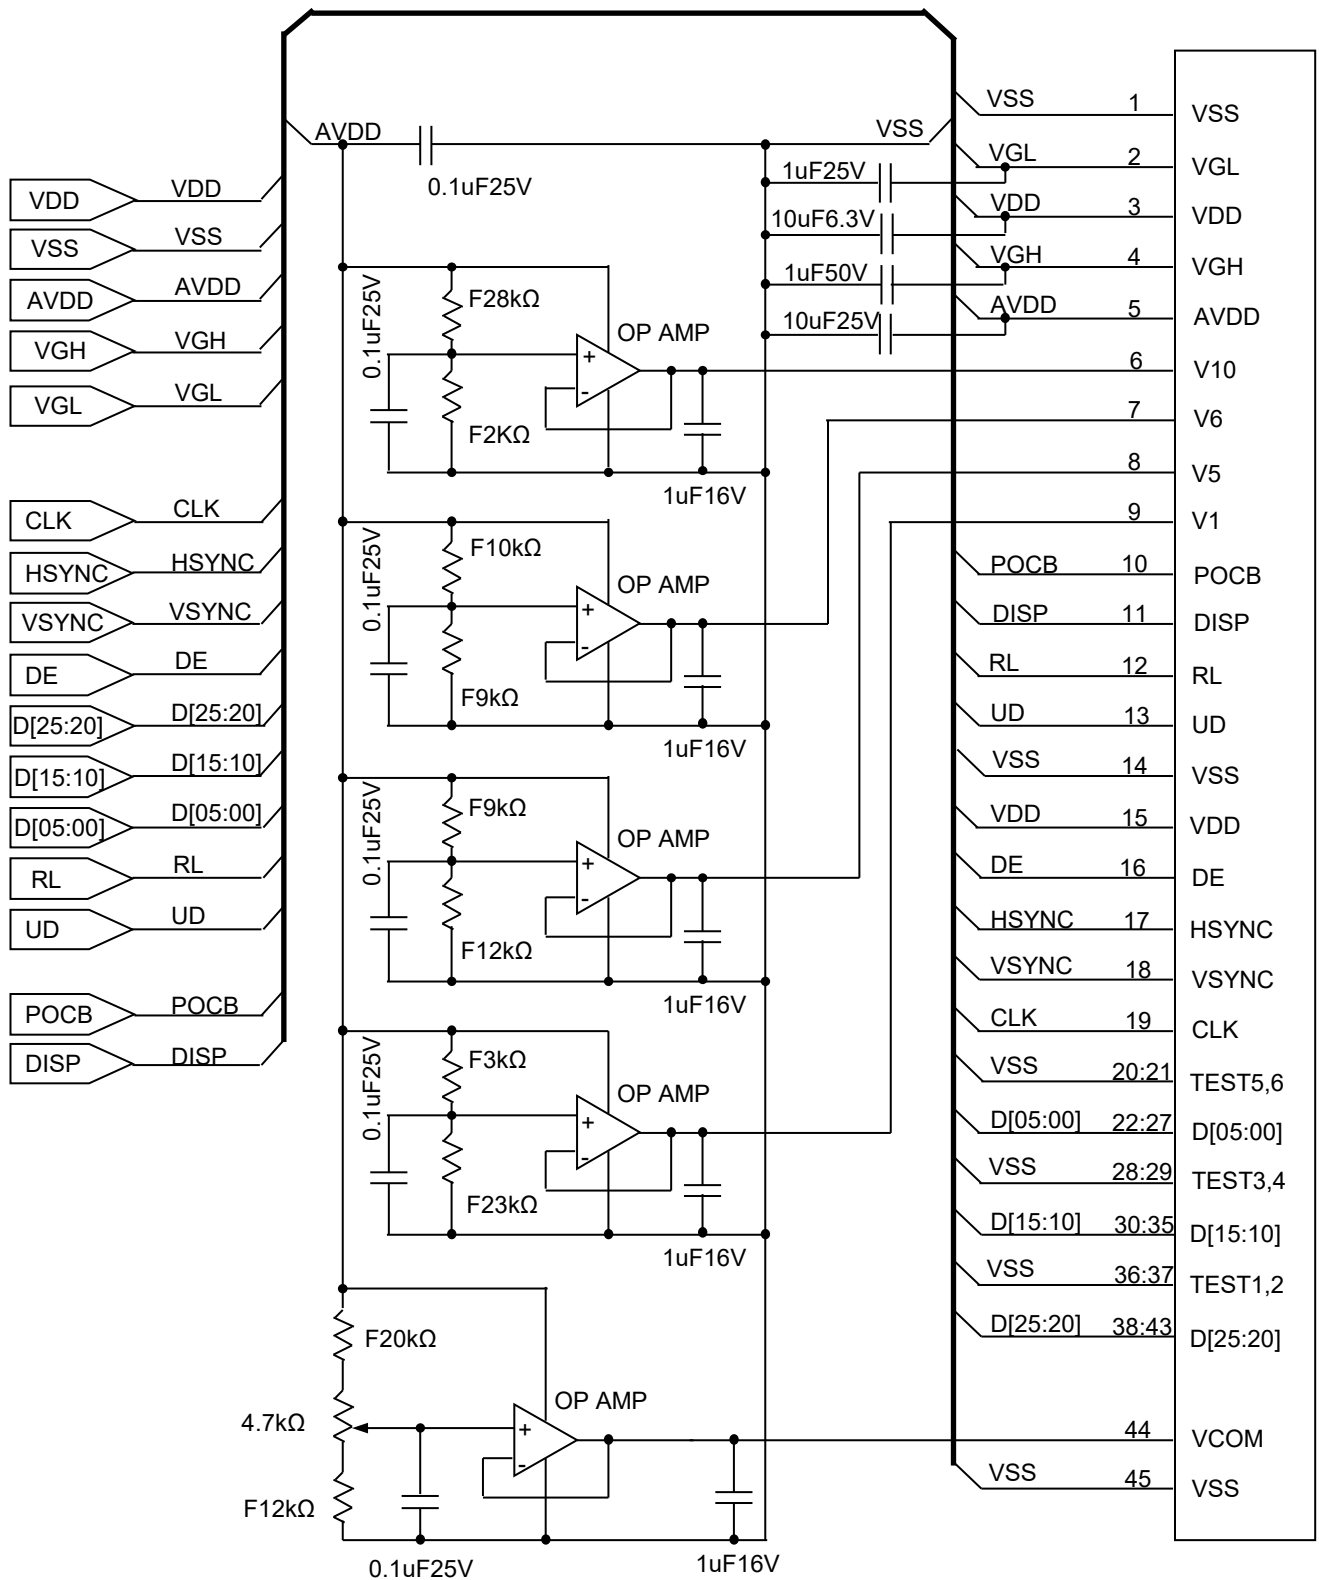 AVDD
VSS
0.1uF25V
VDD
VDD
VSS
VSS
AVDD
AVDD
VGH
VGH
VGL
VGL
CLK
CLK
HSYNC
HSYNC
VSYNC
VSYNC
DE
DE
D[25:20]
D[25:20]
D[15:10]
D[15:10]
D[05:00]
D[05:00]
RL
RL
UD
UD
POCB
POCB
DISP
DISP
0.1uF25V
F28kΩ
F2KΩ
OP AMP
+
-
1uF16V
0.1uF25V
F10kΩ
F9kΩ
OP AMP
+
-
1uF16V
0.1uF25V
F9kΩ
F12kΩ
OP AMP
+
-
1uF16V
0.1uF25V
F3kΩ
F23kΩ
OP AMP
+
-
1uF16V
F20kΩ
4.7kΩ
F12kΩ
OP AMP
+
-
0.1uF25V
1uF16V
1uF25V
10uF6.3V
1uF50V
10uF25V
VSS 1 VSS
VGL 2 VGL
VDD 3 VDD
VGH 4 VGH
AVDD 5 AVDD
6 V10
7 V6
8 V5
9 V1
POCB 10 POCB
DISP 11 DISP
RL 12 RL
UD 13 UD
VSS 14 VSS
VDD 15 VDD
DE 16 DE
HSYNC 17 HSYNC
VSYNC 18 VSYNC
CLK 19 CLK
VSS 20:21 TEST5,6
D[05:00] 22:27 D[05:00]
VSS 28:29 TEST3,4
D[15:10] 30:35 D[15:10]
VSS 36:37 TEST1,2
D[25:20] 38:43 D[25:20]
44 VCOM
VSS 45 VSS